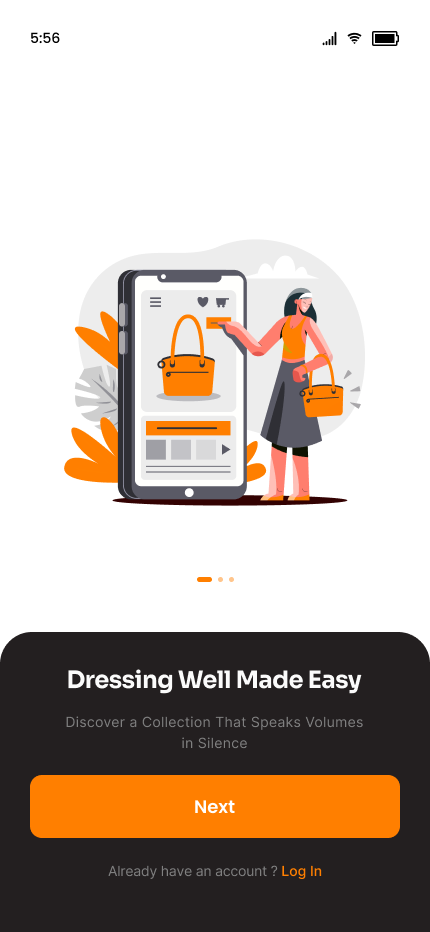 5:56
Dressing Well Made Easy
Discover a Collection That Speaks Volumes
in Silence
Next
Already have an account ? Log In